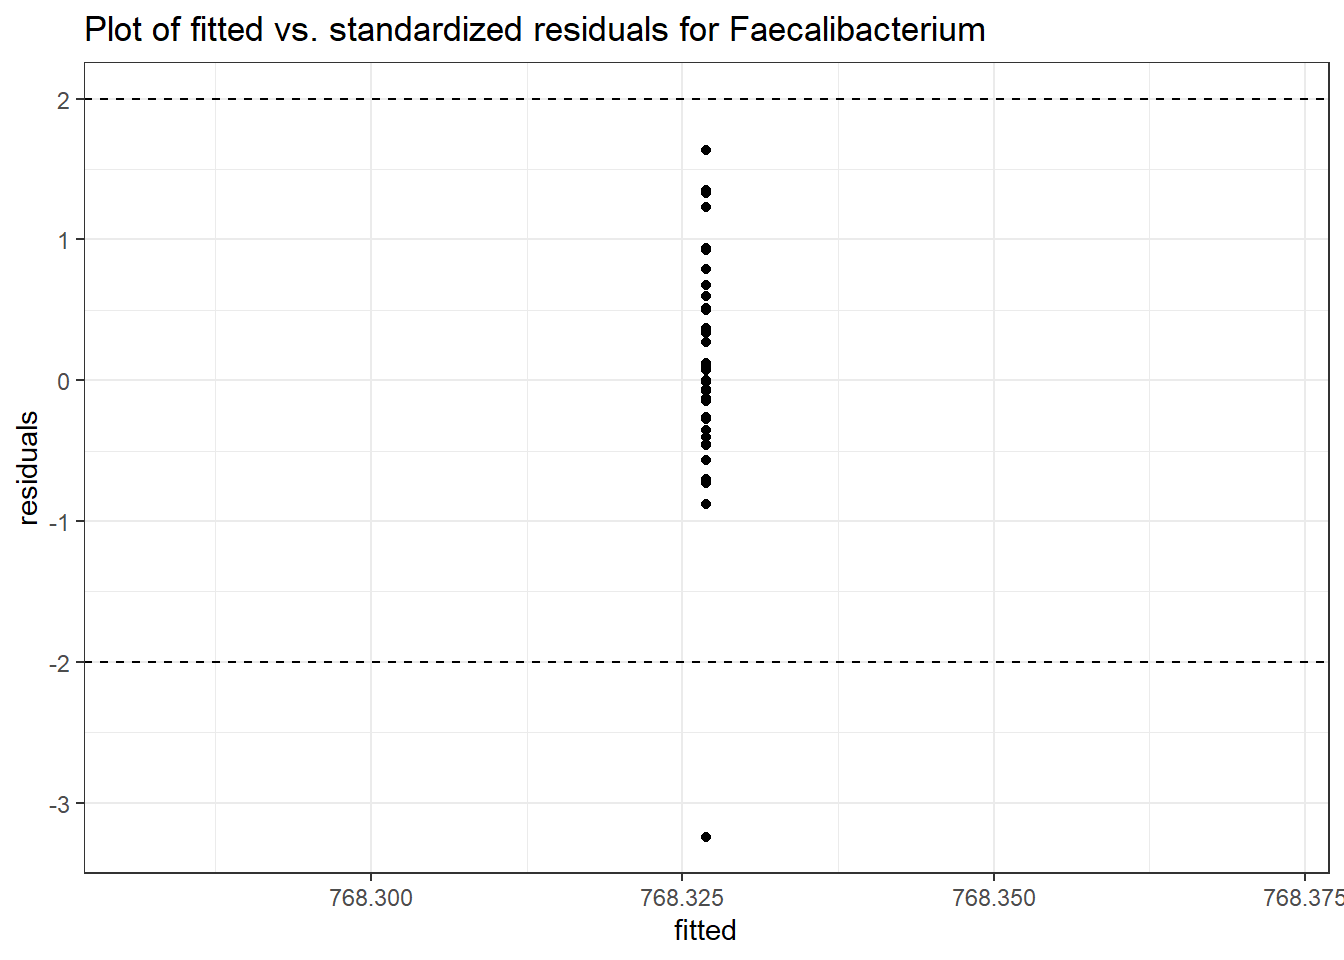 Plot of fitted vs. standardized residuals for Faecalibacterium
2
1
0
-1
-2
-3
residuals
768.300 768.325 768.350 768.375
fitted